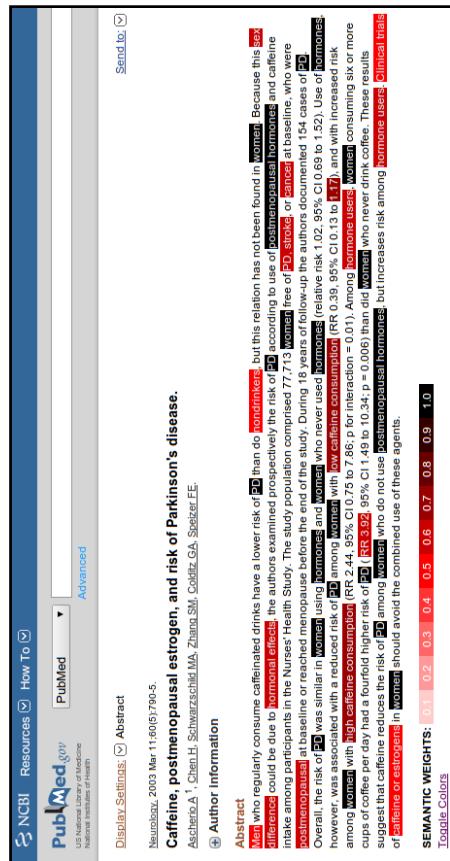 NCBI Resources How To
PubMed.gov
US National Library of Medicine
National Institutes of Health
PubMed
Advanced
Display Settings: Abstract
Send to:
Neurology. 2003 Mar 11;60(5):790-5.
Caffeine, postmenopausal estrogen, and risk of Parkinson's disease.
Ascherio A 1, Chen H, Schwarzschild MA, Zhang SM, Colditz GA, Speizer FE.
Author information
Abstract
Men who regularly consume caffeinated drinks have a lower risk of PD than do nondrinkers, but this relation has not been found in women. Because this sex
difference could be due to hormonal effects, the authors examined prospectively the risk of PD according to use of postmenopausal hormones and caffeine
intake among participants in the Nurses' Health Study. The study population comprised 77,713 women free of PD, stroke, or cancer at baseline, who were
postmenopausal at baseline or reached menopause before the end of the study. During 18 years of follow-up the authors documented 154 cases of PD.
Overall, the risk of PD was similar in women using hormones and women who never used hormones (relative risk 1.02, 95% CI 0.69 to 1.52). Use of hormones,
however, was associated with a reduced risk of PD among women with low caffeine consumption (RR 0.39, 95% CI 0.13 to 1.17), and with increased risk
among women with high caffeine consumption (RR 2.44, 95% CI 0.75 to 7.86; p for interaction = 0.01). Among hormone users, women consuming six or more
cups of coffee per day had a fourfold higher risk of PD ( RR 3.92, 95% CI 1.49 to 10.34; p = 0.006) than did women who never drink coffee. These results
suggest that caffeine reduces the risk of PD among women who do not use postmenopausal hormones, but increases risk among hormone users. Clinical trials
of caffeine or estrogens in women should avoid the combined use of these agents.
SEMANTIC WEIGHTS: 0.1 0.2 0.3 0.4 0.5 0.6 0.7 0.8 0.9 1.0
Toggle Colors